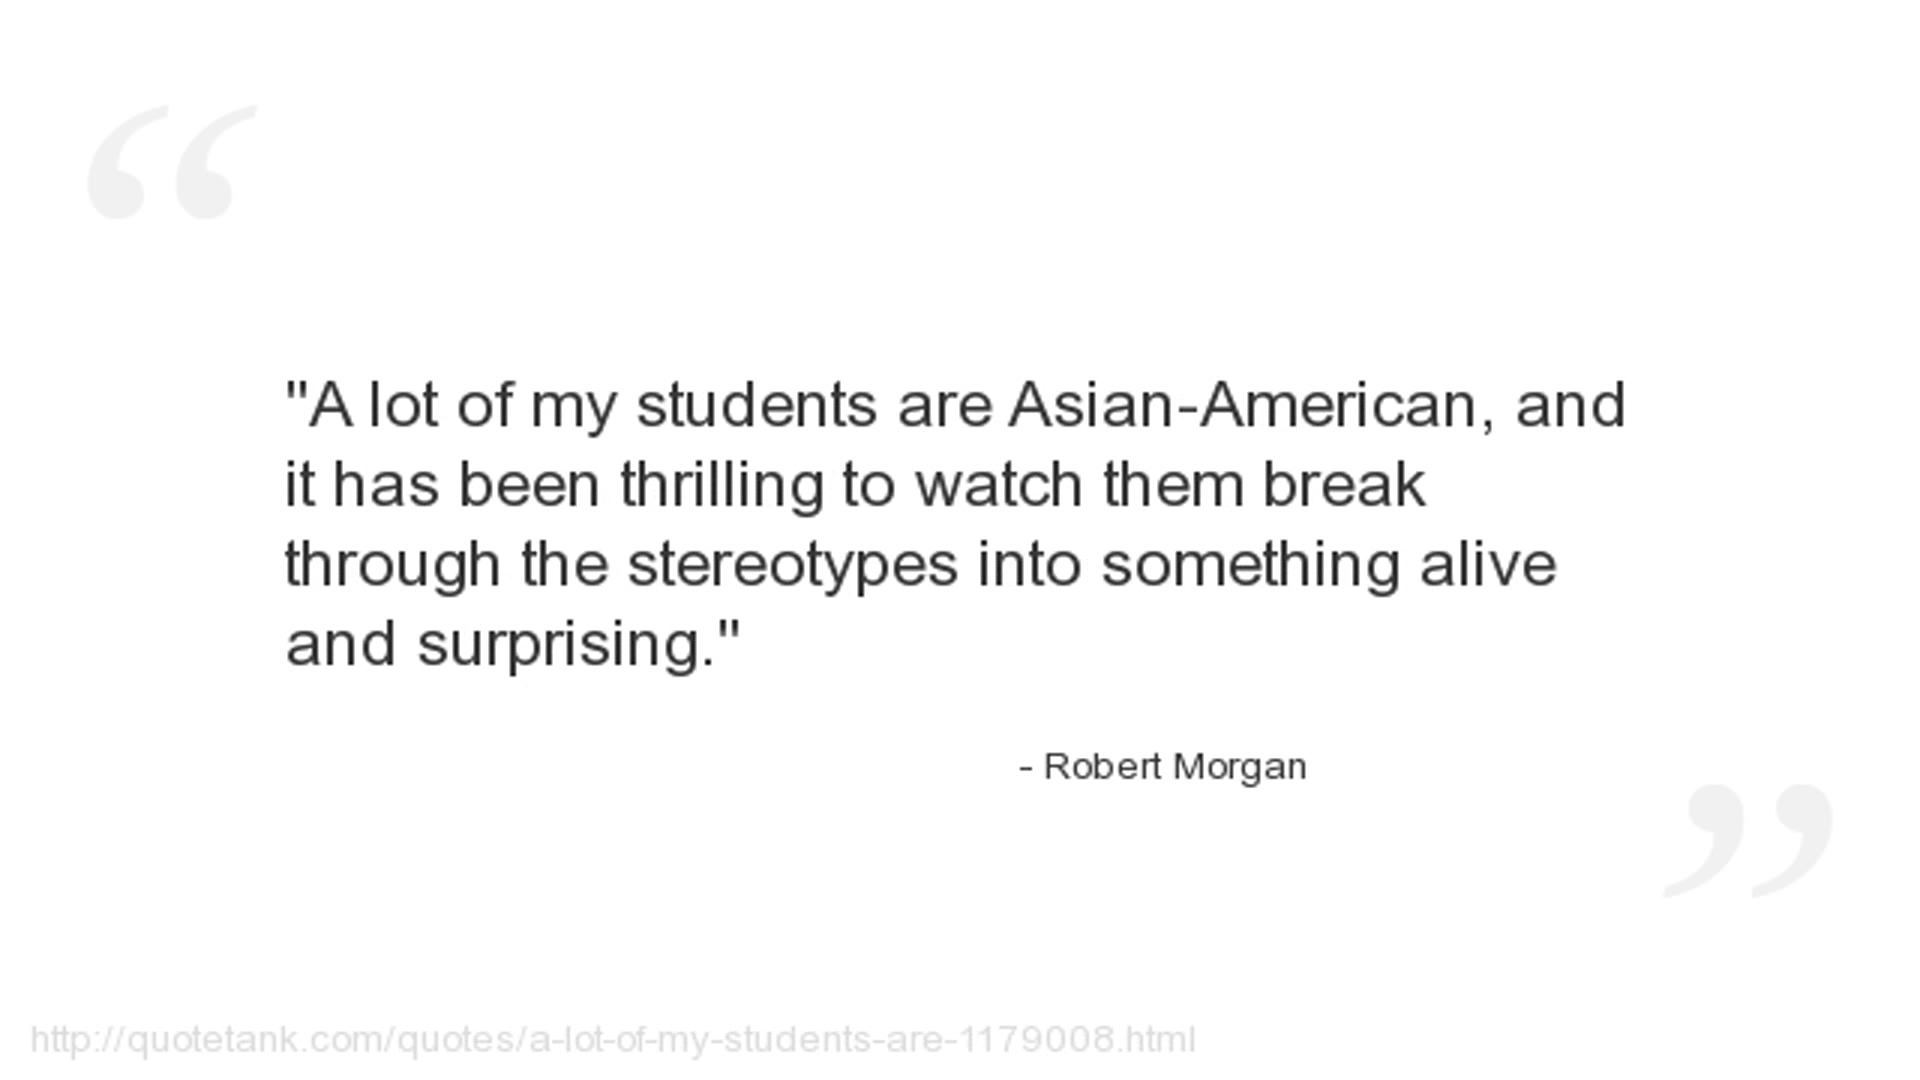 "A lot of my students are Asian-American, and
it has been thrilling to watch them break
through the stereotypes into something alive
and surprising."
- Robert Morgan
http://quotetank.com/quotes/a-lot-of-my-students-are-1179008.html